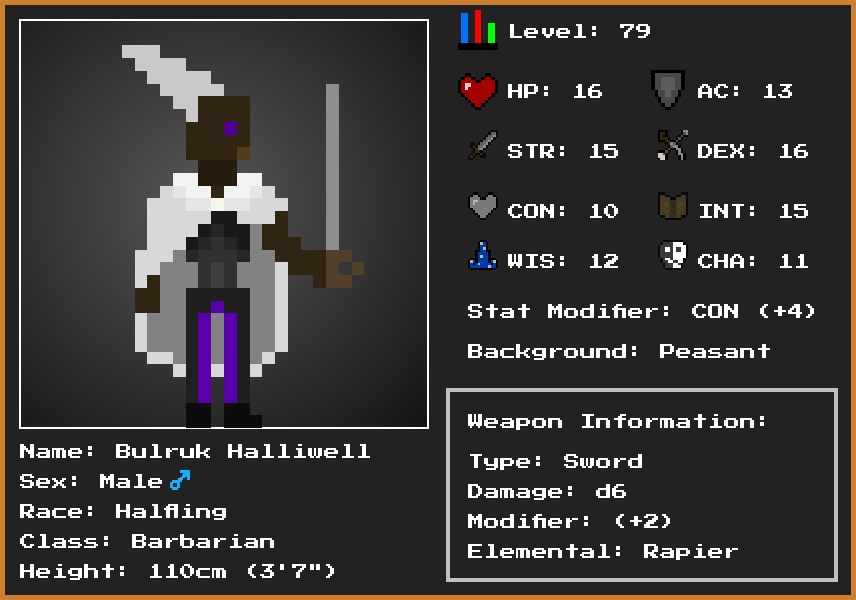 Level: 79
HP: 16 AC: 13
STR: 15 DEX: 16
CON: 10 INT: 15
WIS: 12 CHA: 11
Stat Modifier: CON (+4)
Background: Peasant
Weapon Information:
Type: Sword
Damage: d6
Modifier: (+2)
Elemental: Rapier
Name: Bulruk Halliwell
Sex: Male ♂
Race: Halfling
Class: Barbarian
Height: 110cm (3'7")